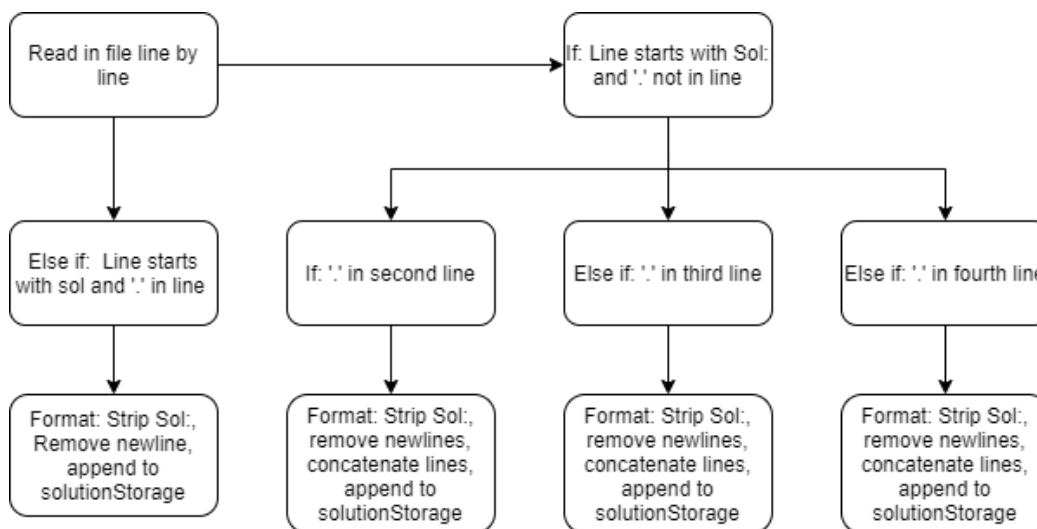 Read in file line by
line
If: Line starts with Sol:
and '.' not in line
Else if:  Line starts
with sol and '.' in line
If: '.' in second line
Else if: '.' in third line
Else if: '.' in fourth line
Format: Strip Sol:,
Remove newline,
append to
solutionStorage
Format: Strip Sol:,
remove newlines,
concatenate lines,
append to
solutionStorage
Format: Strip Sol:,
remove newlines,
concatenate lines,
append to
solutionStorage
Format: Strip Sol:,
remove newlines,
concatenate lines,
append to
solutionStorage